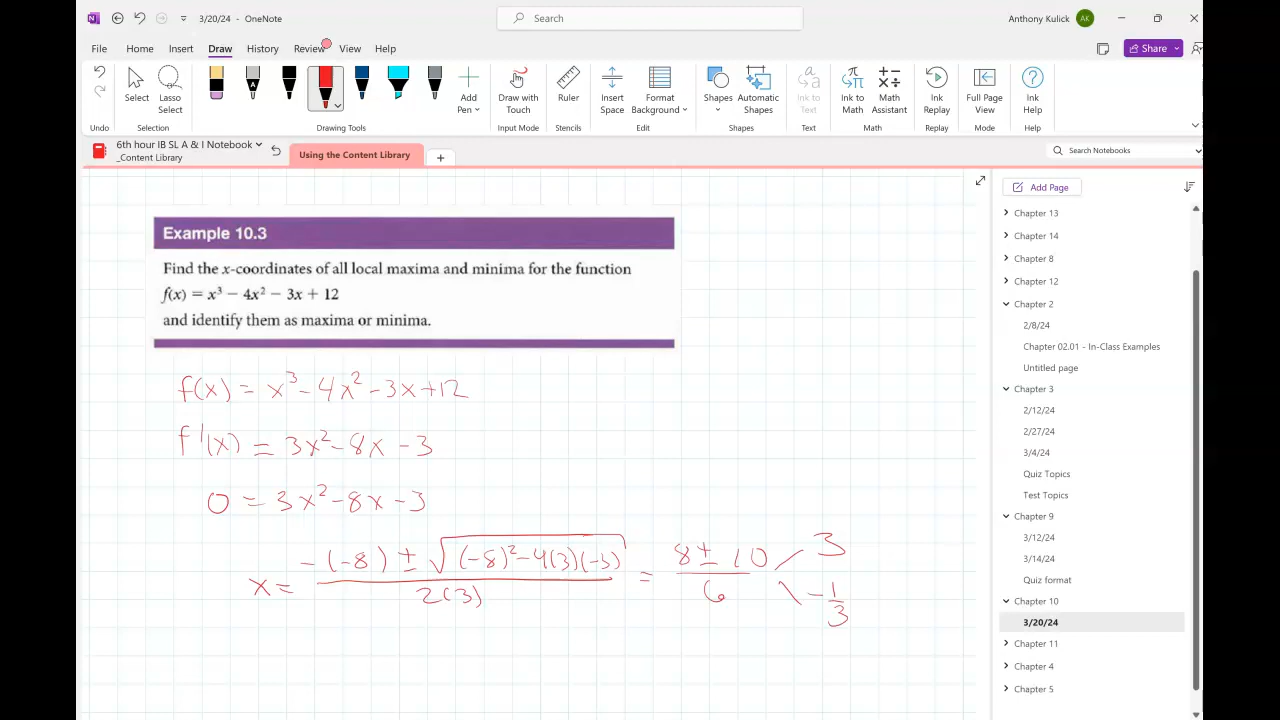 3/20/24 - OneNote
Search
Anthony Kulick
AK
File Home Insert Draw History Review View Help
Share
Undo
Select
Lasso Select
A
Add Pen
Draw with Touch
Ruler
Insert Space
Format Background
Shapes
Automatic Shapes
Ink to Text
Ink to Math
Math Assistant
Ink Replay
Full Page View
Ink Help
Undo Selection Drawing Tools Input Mode Stencils Edit Shapes Text Math Replay Mode Help
6th hour IB SL A & I Notebook
_Content Library
Using the Content Library
+
Search Notebooks
Add Page
Chapter 13
Chapter 14
Chapter 8
Chapter 12
Chapter 2
2/8/24
Chapter 02.01 - In-Class Examples
Untitled page
Chapter 3
2/12/24
2/27/24
3/4/24
Quiz Topics
Test Topics
Chapter 9
3/12/24
3/14/24
Quiz format
Chapter 10
3/20/24
Chapter 11
Chapter 4
Chapter 5
Example 10.3
Find the x-coordinates of all local maxima and minima for the function
f(x) = x³ − 4x² − 3x + 12
and identify them as maxima or minima.
f(x) = x³ - 4x² - 3x + 12
f'(x) = 3x² - 8x - 3
0 = 3x² - 8x - 3
x = -(-8) ± √(-8)² - 4(3)(-3) / 2(3) = 8 ± 10 / 6 3 -1/3